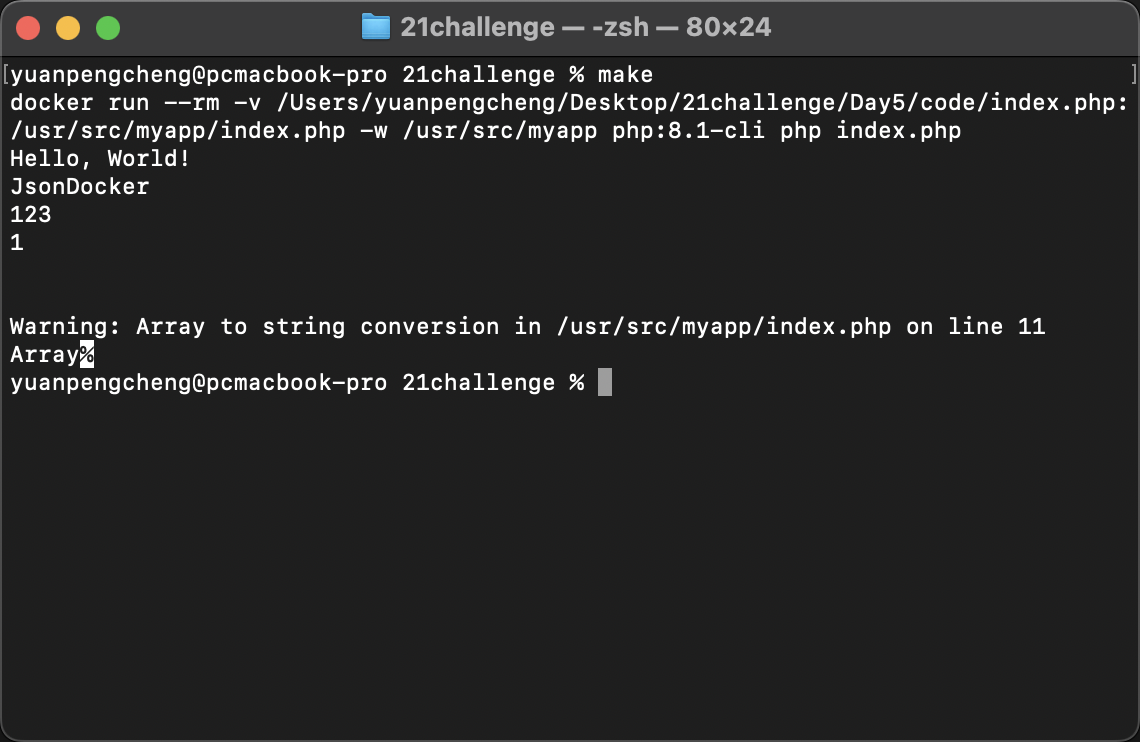 21challenge — -zsh — 80×24
[yuanpengcheng@pcmacbook-pro 21challenge % make ]
docker run --rm -v /Users/yuanpengcheng/Desktop/21challenge/Day5/code/index.php:
/usr/src/myapp/index.php -w /usr/src/myapp php:8.1-cli php index.php
Hello, World!
JsonDocker
123
1
Warning: Array to string conversion in /usr/src/myapp/index.php on line 11
Array%
yuanpengcheng@pcmacbook-pro 21challenge %